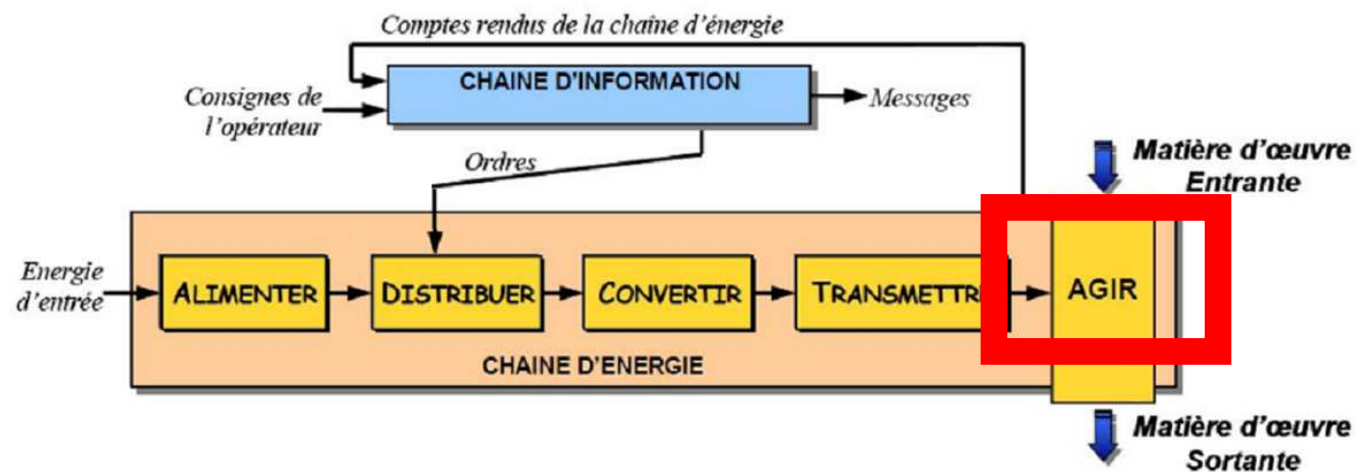 Comptes rendus de la chaîne d'énergie
CHAINE D'INFORMATION
Consignes de
l'opérateur
Messages
Ordres
Matière d'œuvre
Entrante
Energie
d'entrée
ALIMENTER
DISTRIBUER
CONVERTIR
TRANSMETTR
AGIR
CHAINE D'ENERGIE
Matière d'œuvre
Sortante